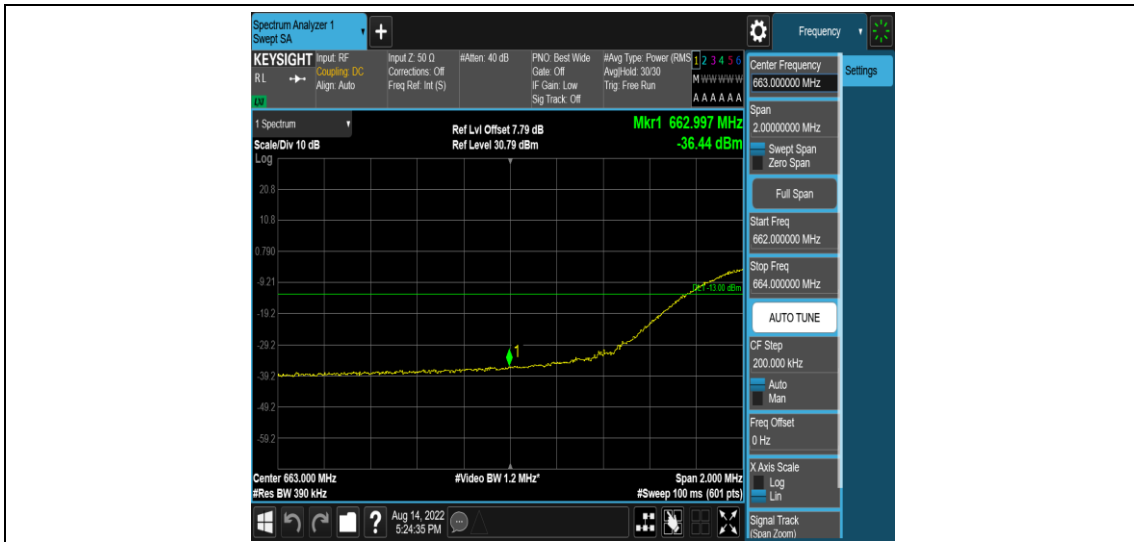 Spectrum Analyzer 1
Swept SA
+
Frequency
KEYSIGHT
RL
LXI
Input: RF
Coupling: DC
Align: Auto
Input Z: 50 Ω
Corrections: Off
Freq Ref: Int (S)
#Atten: 40 dB
PNO: Best Wide
Gate: Off
IF Gain: Low
Sig Track: Off
#Avg Type: Power (RMS
Avg|Hold: 30/30
Trig: Free Run
1 2 3 4 5 6
M W W W W W
A A A A A A
1 Spectrum
Scale/Div 10 dB
Log
Ref Lvl Offset 7.79 dB
Ref Level 30.79 dBm
Mkr1 662.997 MHz
-36.44 dBm
20.8
10.8
0.790
-9.21
DL1 -13.00 dBm
-19.2
-29.2
1
-39.2
-49.2
-59.2
Center 663.000 MHz
#Video BW 1.2 MHz*
Span 2.000 MHz
#Res BW 390 kHz
#Sweep 100 ms (601 pts)
?
Aug 14, 2022
5:24:35 PM
Center Frequency
663.000000 MHz
Settings
Span
2.00000000 MHz
Swept Span
Zero Span
Full Span
Start Freq
662.000000 MHz
Stop Freq
664.000000 MHz
AUTO TUNE
CF Step
200.000 kHz
Auto
Man
Freq Offset
0 Hz
X Axis Scale
Log
Lin
Signal Track
(Span Zoom)